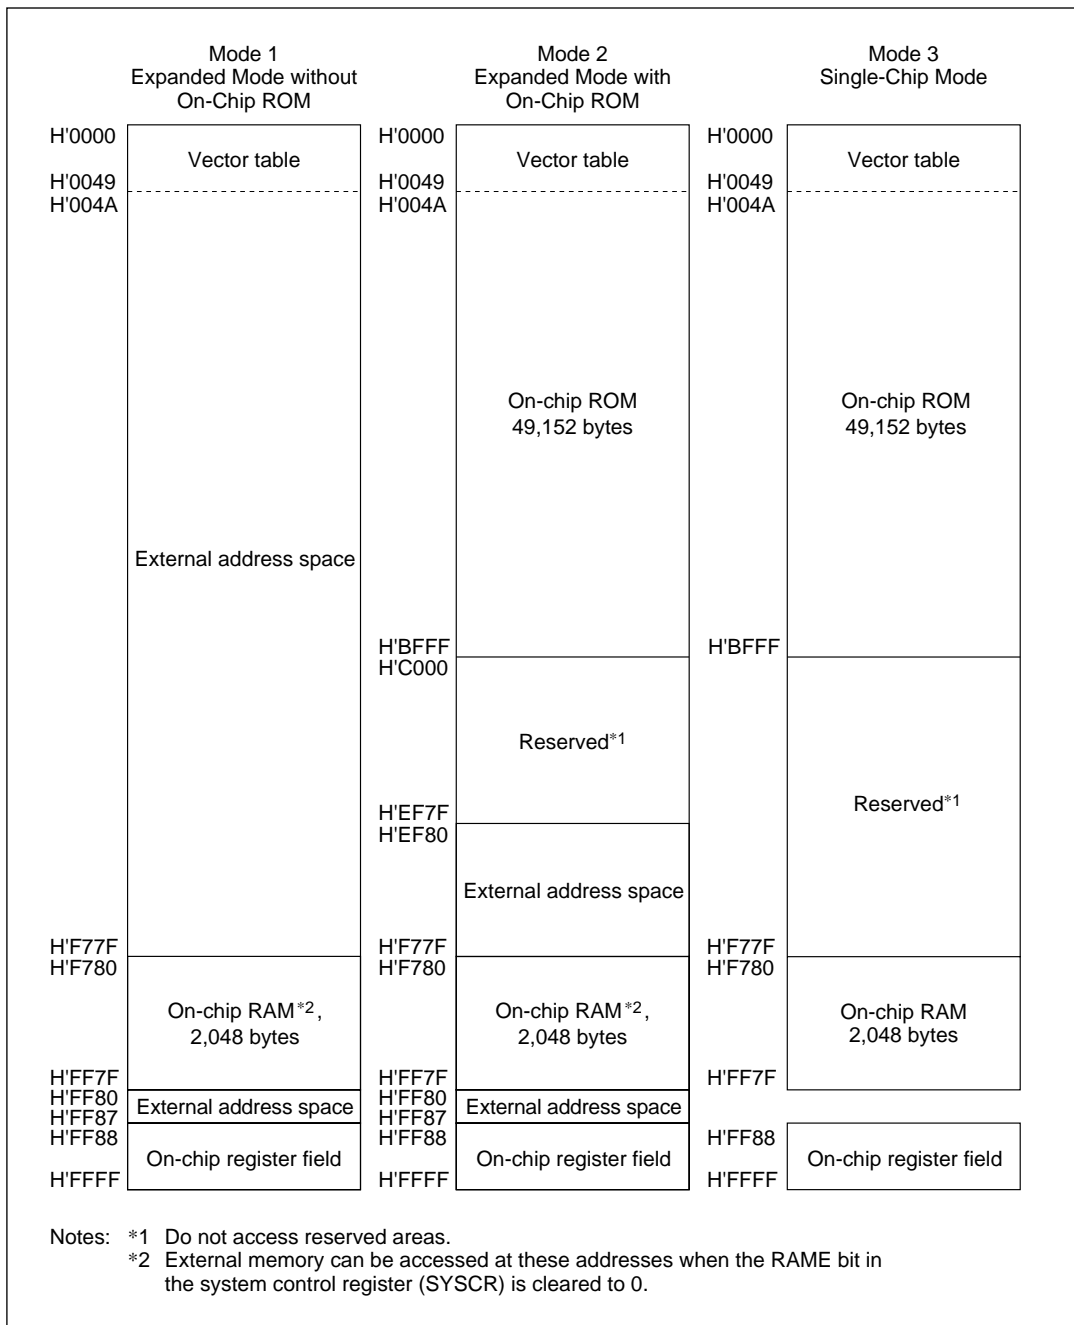 Mode 1
Expanded Mode without
On-Chip ROM
H'0000
Vector table
H'0049
H'004A
External address space
H'F77F
H'F780
On-chip RAM*2,
2,048 bytes
H'FF7F
H'FF80
External address space
H'FF87
H'FF88
On-chip register field
H'FFFF
Mode 2
Expanded Mode with
On-Chip ROM
H'0000
Vector table
H'0049
H'004A
On-chip ROM
49,152 bytes
H'BFFF
H'C000
Reserved*1
H'EF7F
H'EF80
External address space
H'F77F
H'F780
On-chip RAM*2,
2,048 bytes
H'FF7F
H'FF80
External address space
H'FF87
H'FF88
On-chip register field
H'FFFF
Mode 3
Single-Chip Mode
H'0000
Vector table
H'0049
H'004A
On-chip ROM
49,152 bytes
H'BFFF
Reserved*1
H'F77F
H'F780
On-chip RAM
2,048 bytes
H'FF7F
H'FF88
On-chip register field
H'FFFF
Notes: *1 Do not access reserved areas.
*2 External memory can be accessed at these addresses when the RAME bit in
the system control register (SYSCR) is cleared to 0.